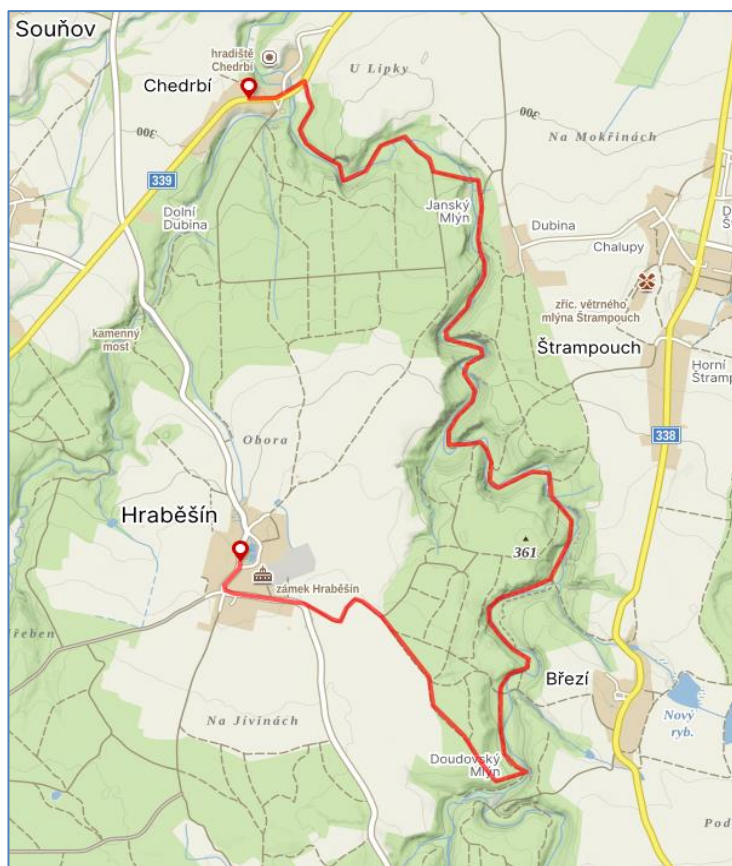 Souňov
hradiště
Chedrbí
U Lipky
Chedrbí
300
300
Na Mokřinách
339
Janský
Mlýn
Dolní
Dubina
Dubina
Chalupy
zříc. větrného
mlýna Štrampouch
kamenný
most
Štrampouch
Horní
Štramp
Obora
338
Hraběšín
361
zámek Hraběšín
Březí
Na Jivinách
Nový
ryb.
Doudovský
Mlýn
Pod